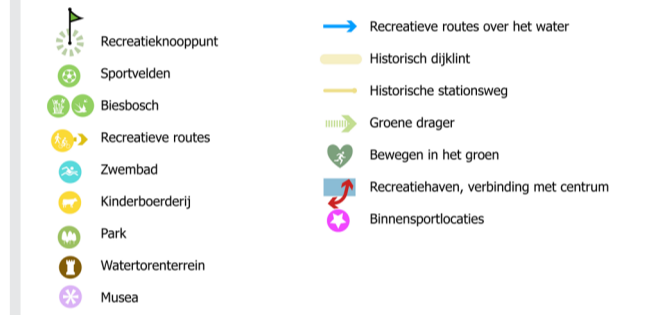 Recreatieknooppunt
Sportvelden
Biesbosch
Recreatieve routes
Zwembad
Kinderboerderij
Park
Watertorenterrein
Musea
Recreatieve routes over het water
Historisch dijklint
Historische stationsweg
Groene drager
Bewegen in het groen
Recreatiehaven, verbinding met centrum
Binnensportlocaties